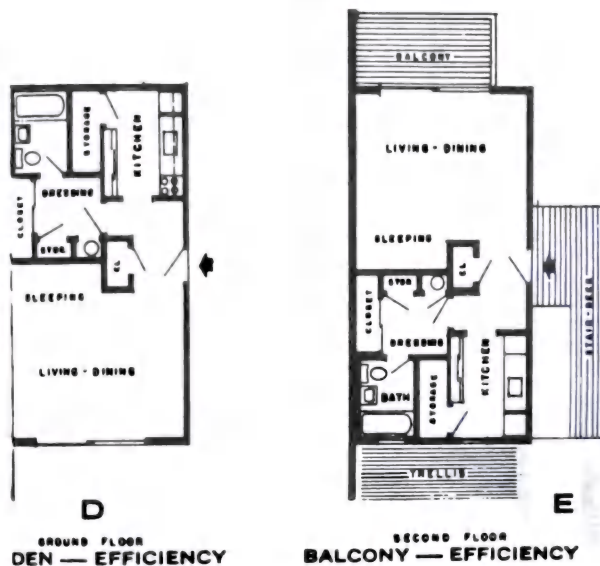 STORAGE
KITCHEN
DRESSING
CLOSET
STOR
CL
SLEEPING
LIVING - DINING
D
GROUND FLOOR
DEN — EFFICIENCY
BALCONY
LIVING - DINING
SLEEPING
CL
STOR
CLOSET
DRESSING
KITCHEN
BATH
STORAGE
STAIR-DECK
TRELLIS
E
SECOND FLOOR
BALCONY — EFFICIENCY